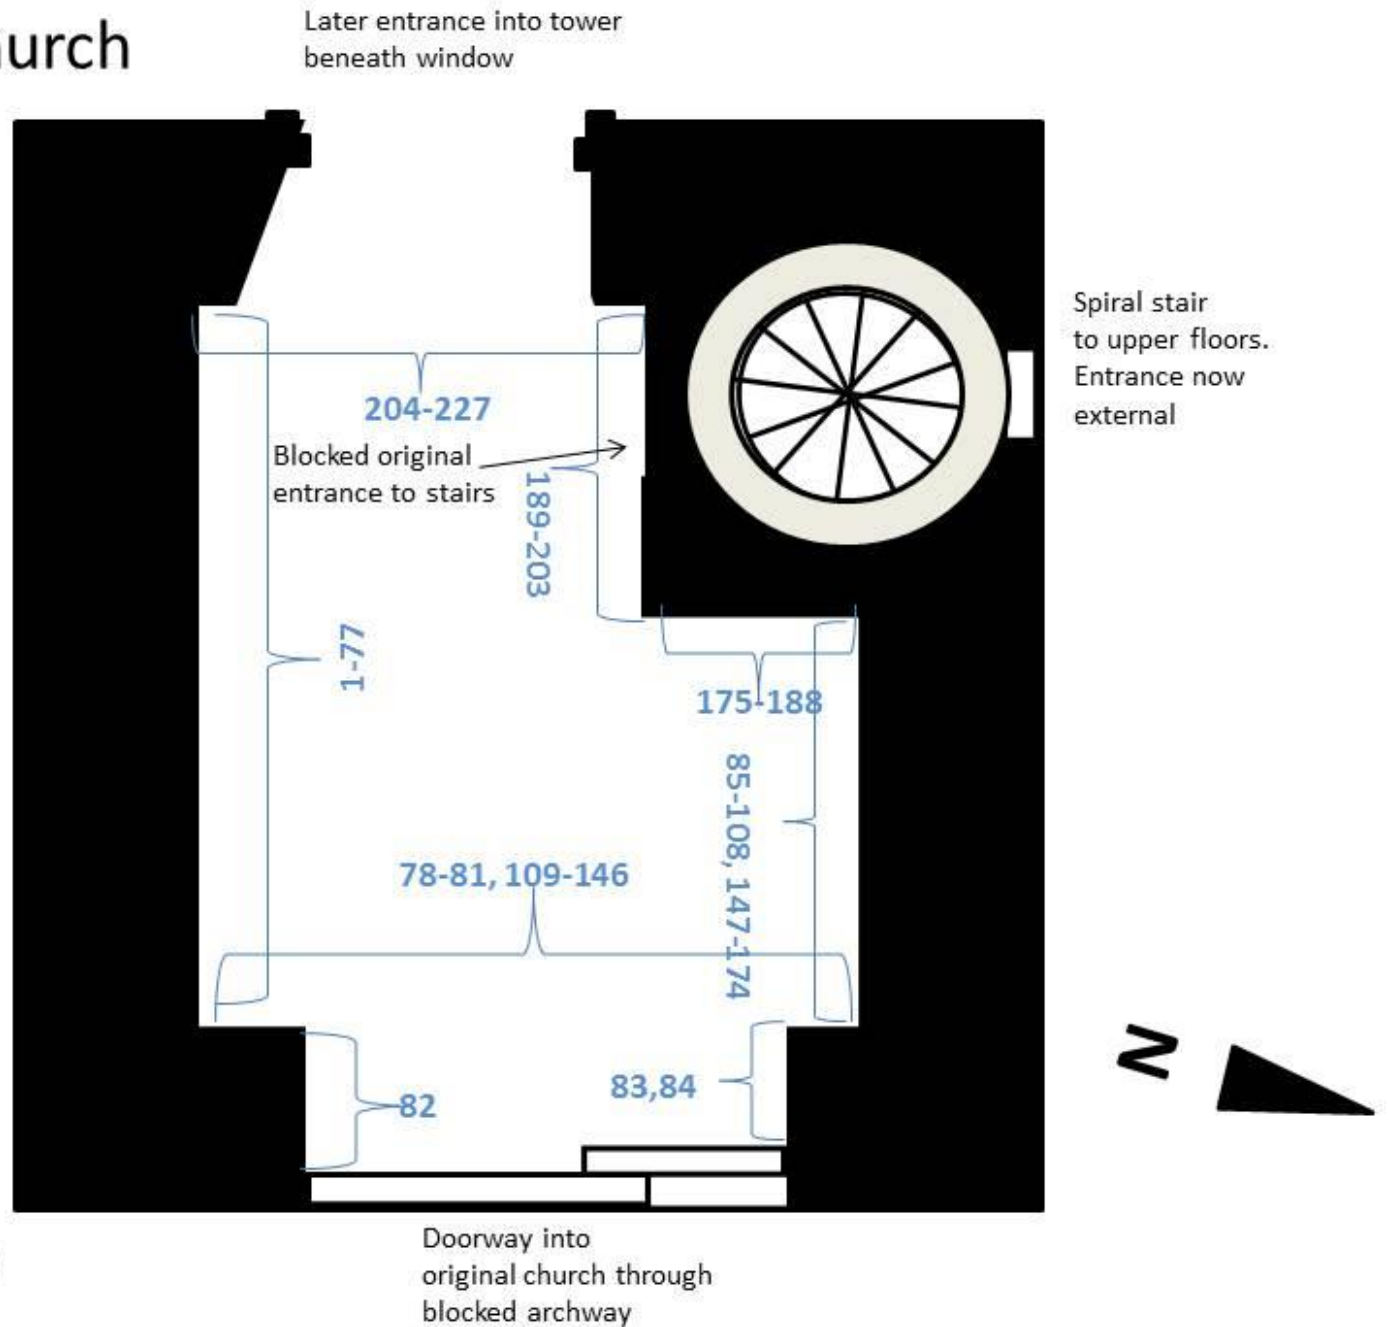 urch
Later entrance into tower
beneath window
Spiral stair
to upper floors.
Entrance now
external
204-227
Blocked original
entrance to stairs
189-203
1-77
175-188
85-108, 147-174
78-81, 109-146
82
83,84
N
Doorway into
original church through
blocked archway